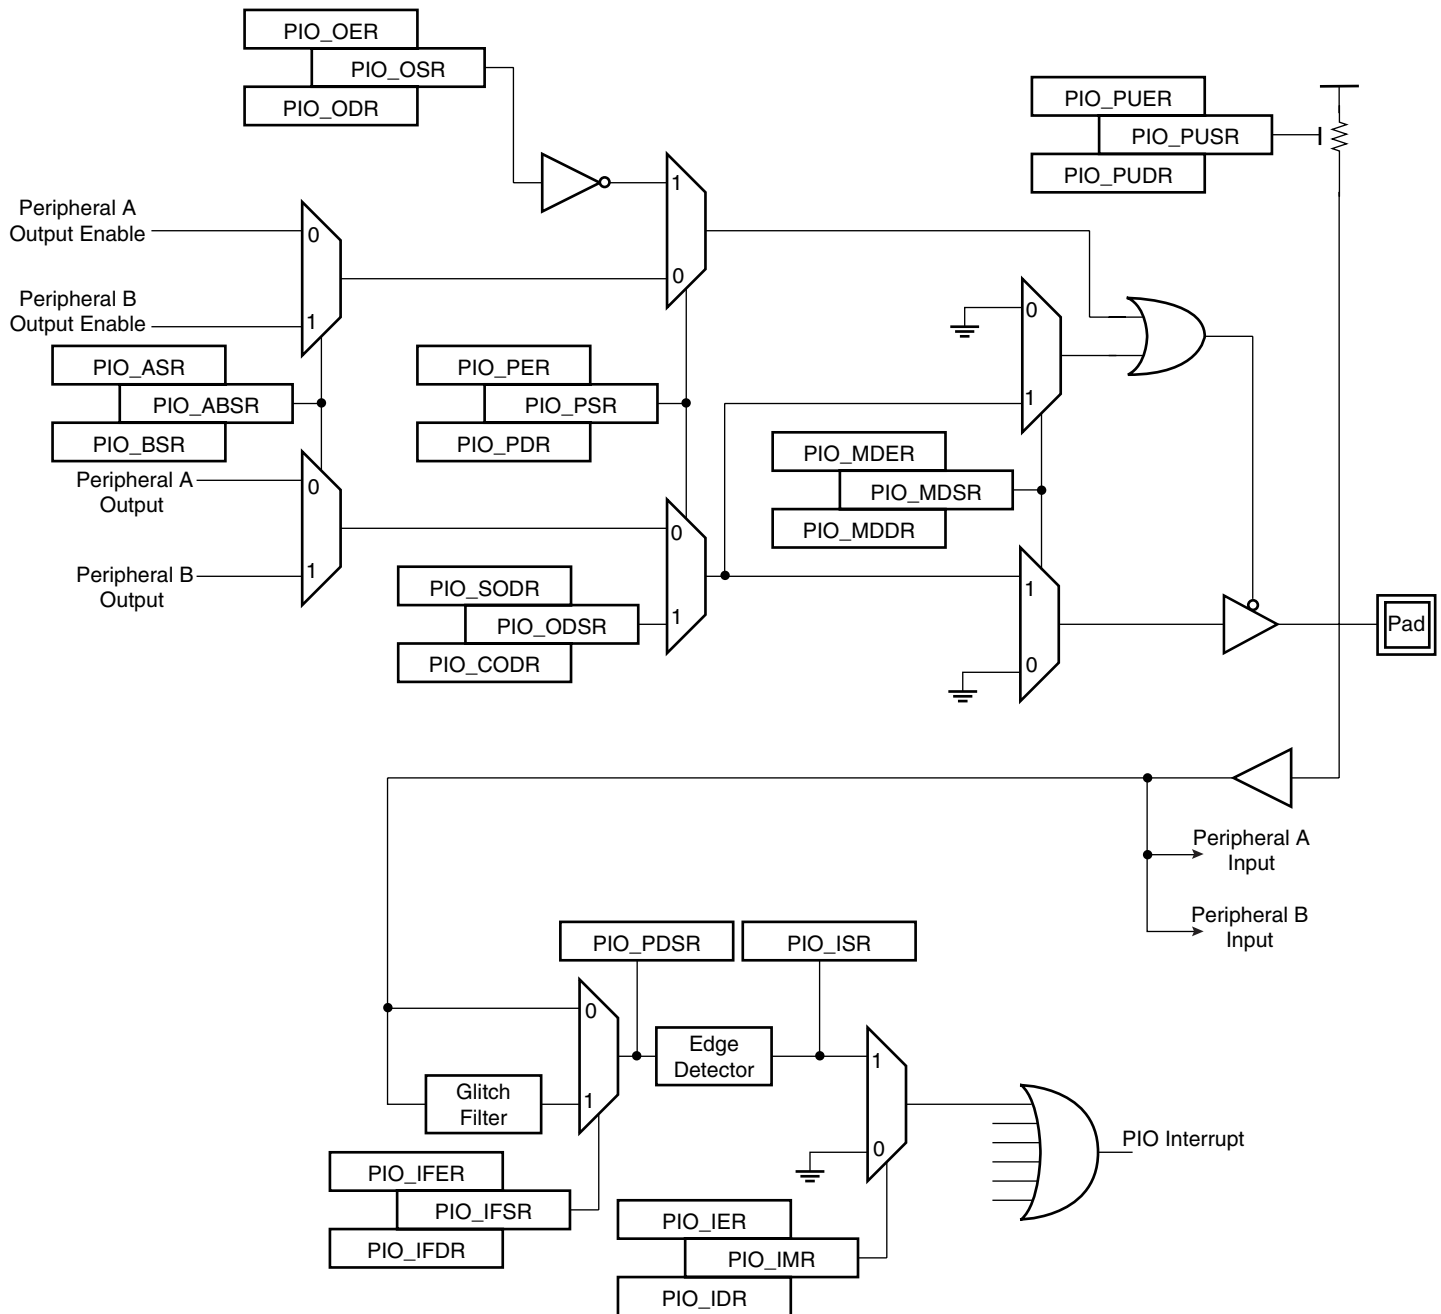 PIO_OER
PIO_OSR
PIO_ODR
PIO_PUER
PIO_PUSR
PIO_PUDR
1
0
Peripheral A
Output Enable
0
Peripheral B
Output Enable
1
PIO_ASR
PIO_ABSR
PIO_BSR
PIO_PER
PIO_PSR
PIO_PDR
0
1
PIO_MDER
PIO_MDSR
PIO_MDDR
Peripheral A
Output
0
Peripheral B
Output
1
0
1
PIO_SODR
PIO_ODSR
PIO_CODR
1
0
Pad
Peripheral A
Input
Peripheral B
Input
PIO_PDSR
PIO_ISR
0
1
Glitch
Filter
Edge
Detector
1
0
PIO Interrupt
PIO_IFER
PIO_IFSR
PIO_IFDR
PIO_IER
PIO_IMR
PIO_IDR